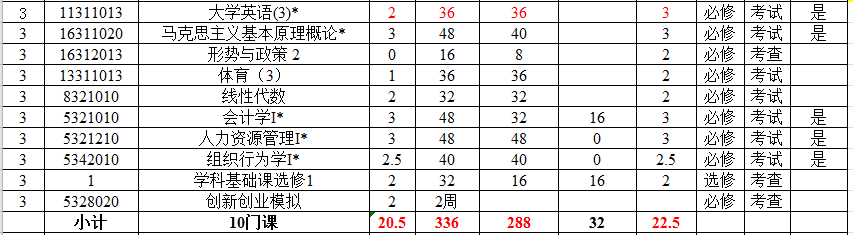 3 11311013 大学英语(3)* 2 36 36 3 必修 考试 是
3 16311020 马克思主义基本原理概论* 3 48 40 3 必修 考试 是
3 16312013 形势与政策 2 0 16 8 2 必修 考查
3 13311013 体育（3） 1 36 36 2 必修 考试
3 8321010 线性代数 2 32 32 2 必修 考试
3 5321010 会计学I* 3 48 32 16 3 必修 考试 是
3 5321210 人力资源管理I* 3 48 48 0 3 必修 考试 是
3 5342010 组织行为学I* 2.5 40 40 0 2.5 必修 考试 是
3 1 学科基础课选修1 2 32 16 16 2 选修 考查
3 5328020 创新创业模拟 2 2周 必修 考查
小计 10门课 20.5 336 288 32 22.5